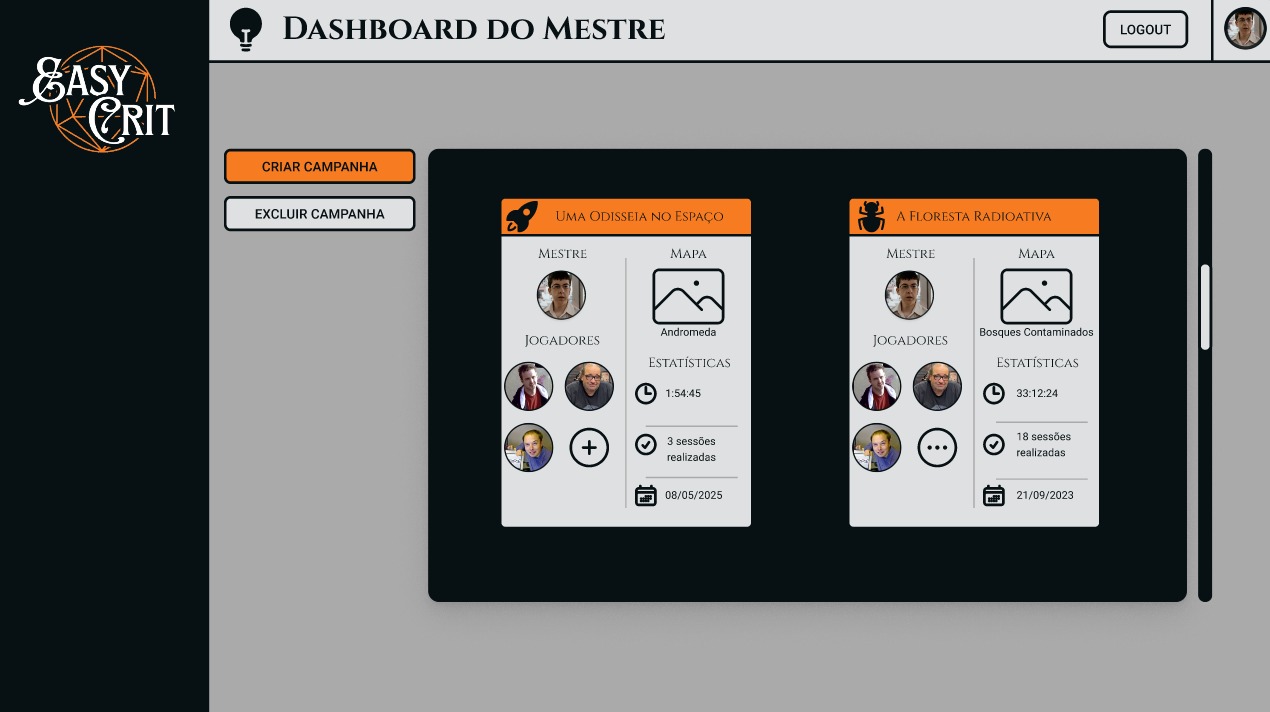 EASY
CRIT
DASHBOARD DO MESTRE
LOGOUT
CRIAR CAMPANHA
EXCLUIR CAMPANHA
UMA ODISSEIA NO ESPAÇO
MESTRE
MAPA
Andromeda
JOGADORES
ESTATÍSTICAS
1:54:45
3 sessões
realizadas
08/05/2025
A FLORESTA RADIOATIVA
MESTRE
MAPA
Bosques Contaminados
JOGADORES
ESTATÍSTICAS
33:12:24
18 sessões
realizadas
21/09/2023